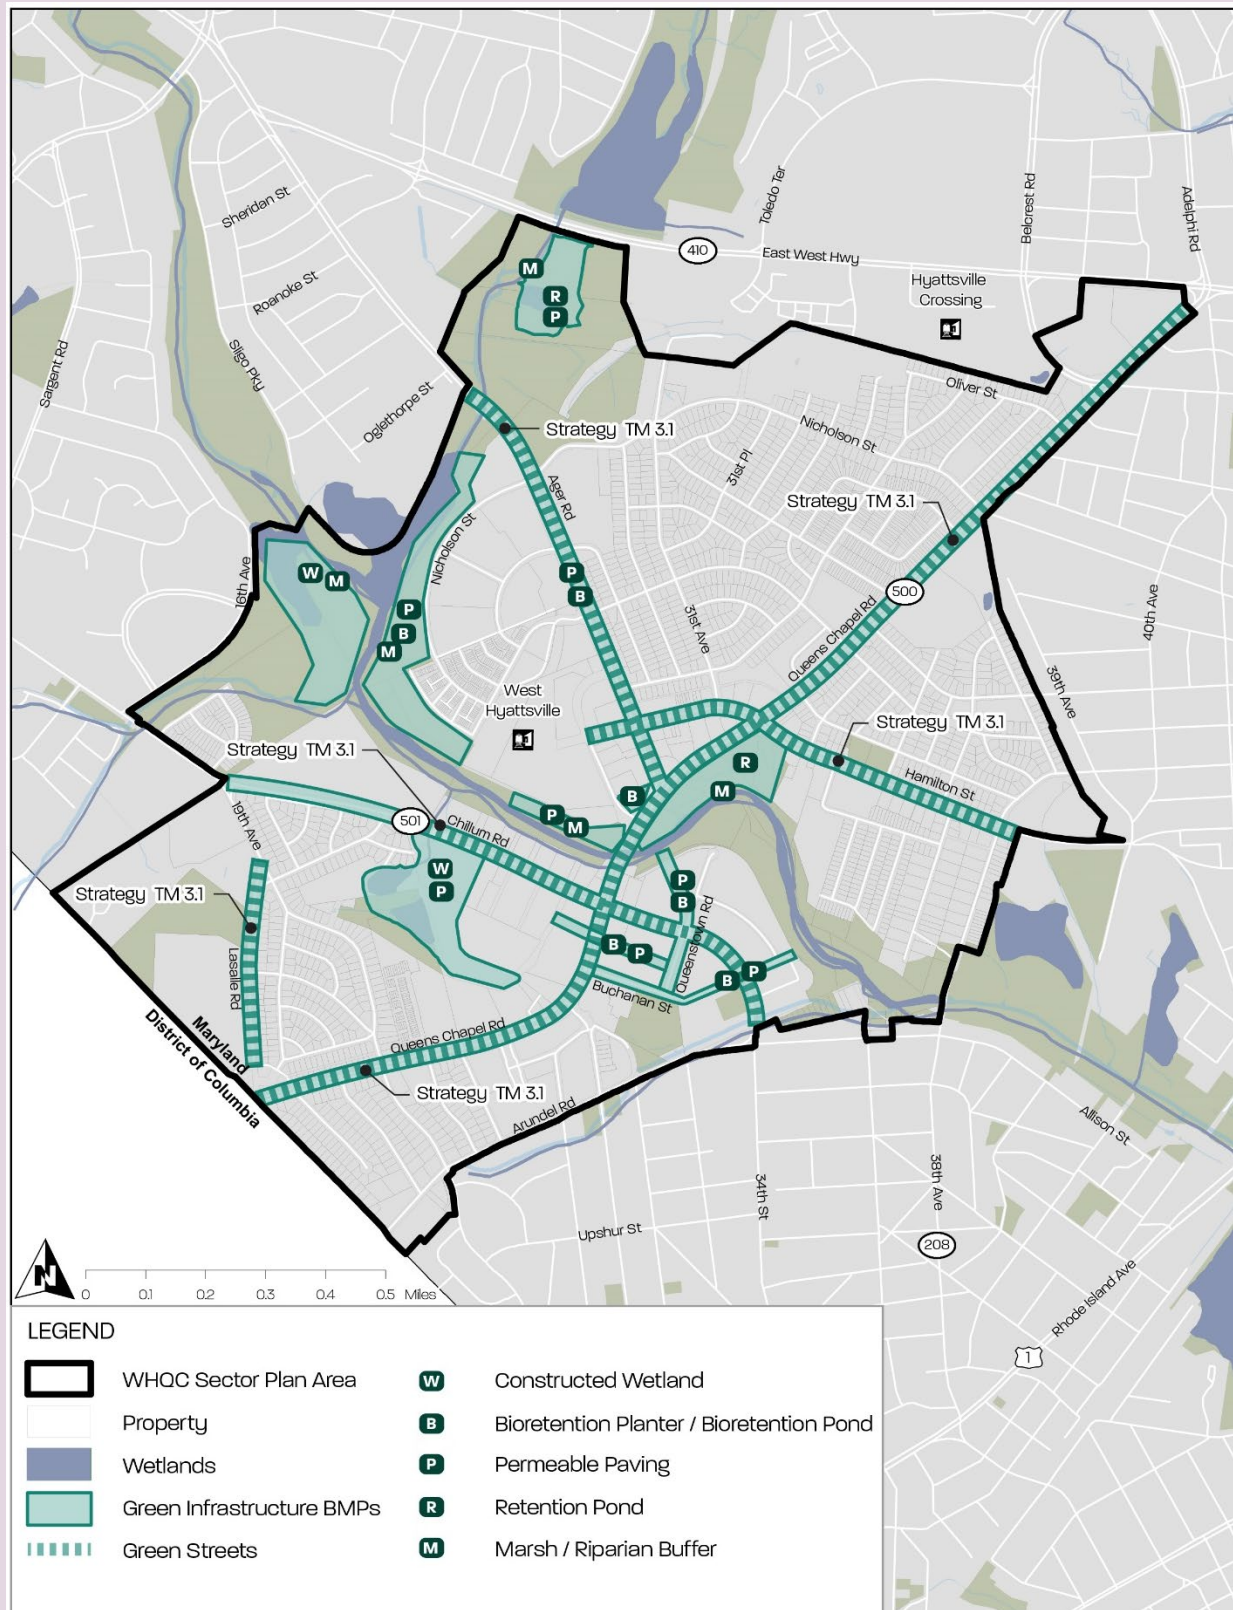 Sheridan St
Roanoke St
Sligo Pky
Sargent Rd
Oglethorpe St
Toledo Ter
Belcrest Rd
Adelphi Rd
410
East West Hwy
Hyattsville
Crossing
M
R
P
Oliver St
Nicholson St
Strategy TM 3.1
31st Pl
Ager Rd
Strategy TM 3.1
Nicholson St
16th Ave
W
M
P
B
500
P
B
M
31st Ave
Queens Chapel Rd
40th Ave
39th Ave
West
Hyattsville
Strategy TM 3.1
Strategy TM 3.1
R
M
Hamilton St
B
P
M
19th Ave
501
Chillum Rd
W
P
P
B
Strategy TM 3.1
Queenstown Rd
B
P
B
P
Lasalle Rd
Buchanan St
Maryland
District of Columbia
Queens Chapel Rd
Strategy TM 3.1
Arundel Rd
Allison St
34th St
38th Ave
Upshur St
208
Rhode Island Ave
1
N
0 0.1 0.2 0.3 0.4 0.5 Miles
LEGEND
WHQC Sector Plan Area
Property
Wetlands
Green Infrastructure BMPs
Green Streets
W Constructed Wetland
B Bioretention Planter / Bioretention Pond
P Permeable Paving
R Retention Pond
M Marsh / Riparian Buffer